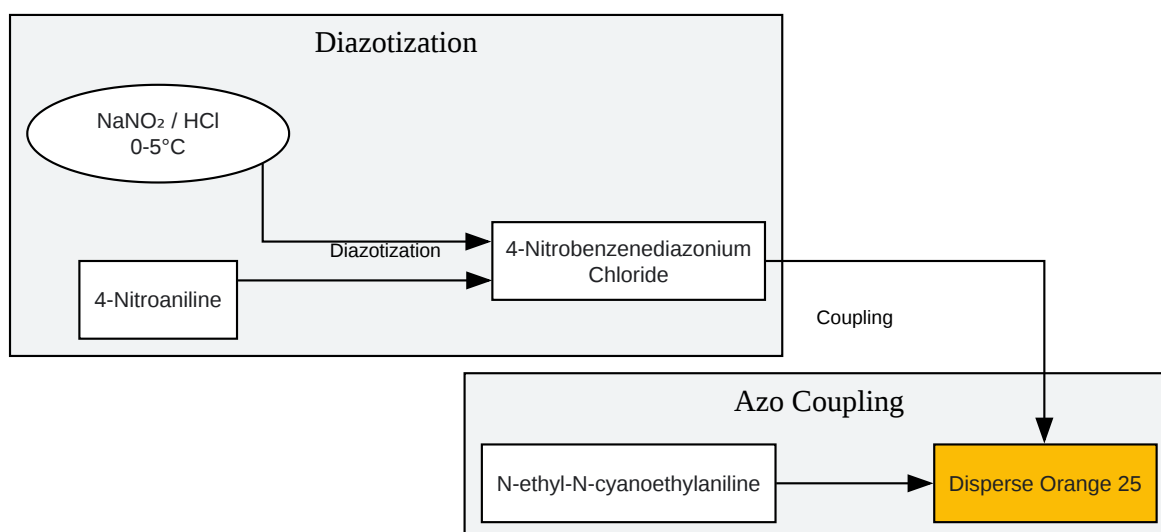 Diazotization
NaNO₂ / HCl
0-5°C
Diazotization
4-Nitroaniline
4-Nitrobenzenediazonium
Chloride
Coupling
Azo Coupling
N-ethyl-N-cyanoethylaniline
Disperse Orange 25